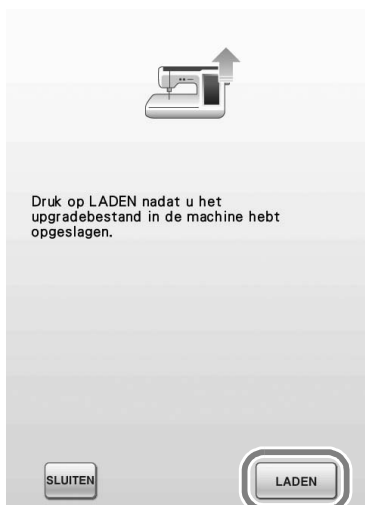 Druk op LADEN nadat u het
upgradebestand in de machine hebt
opgeslagen.
SLUITEN
LADEN